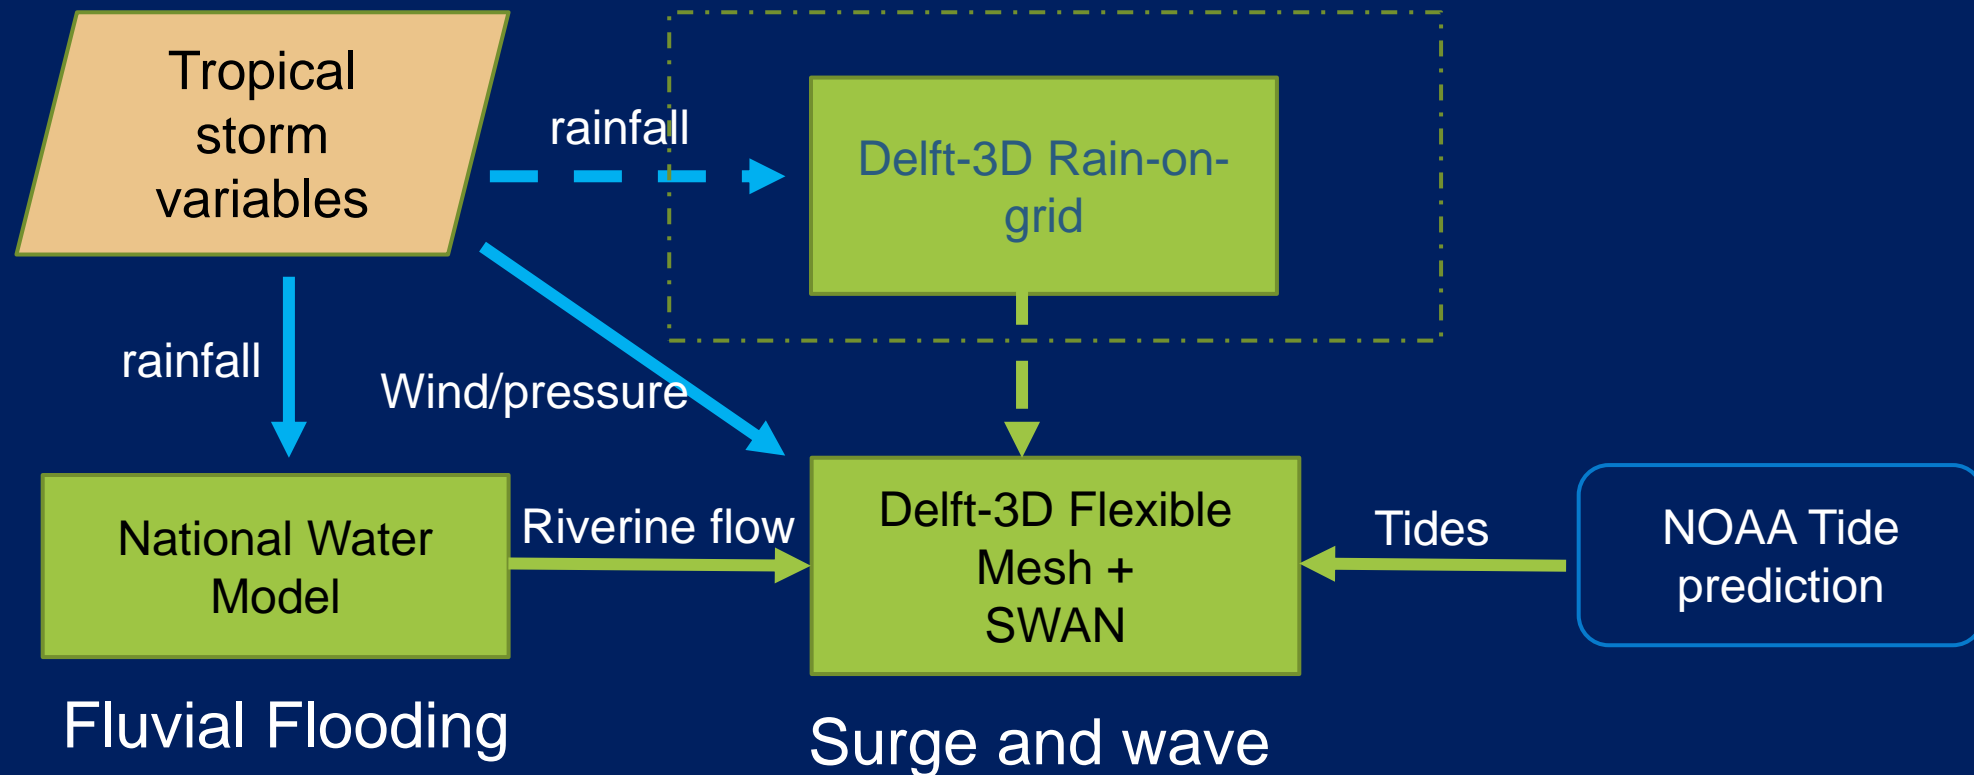 Tropical
storm
variables
rainfall
Delft-3D Rain-on-
grid
rainfall
Wind/pressure
National Water
Model
Riverine flow
Delft-3D Flexible
Mesh +
SWAN
Tides
NOAA Tide
prediction
Fluvial Flooding
Surge and wave